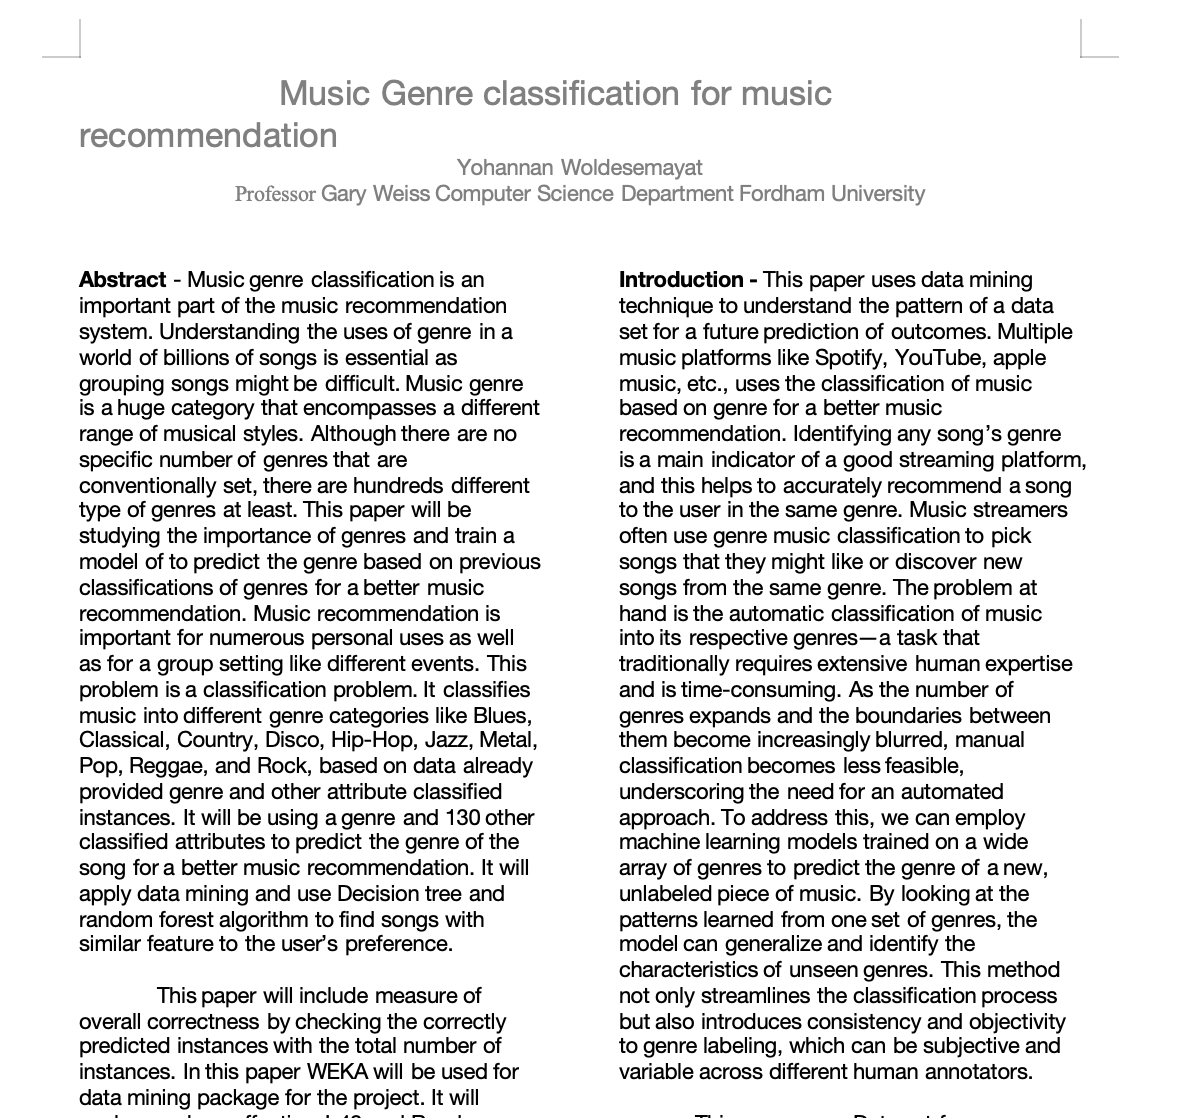 Music Genre classification for music
recommendation
Yohannan Woldesemayat
Professor Gary Weiss Computer Science Department Fordham University
Abstract - Music genre classification is an
important part of the music recommendation
system. Understanding the uses of genre in a
world of billions of songs is essential as
grouping songs might be difficult. Music genre
is a huge category that encompasses a different
range of musical styles. Although there are no
specific number of genres that are
conventionally set, there are hundreds different
type of genres at least. This paper will be
studying the importance of genres and train a
model of to predict the genre based on previous
classifications of genres for a better music
recommendation. Music recommendation is
important for numerous personal uses as well
as for a group setting like different events. This
problem is a classification problem. It classifies
music into different genre categories like Blues,
Classical, Country, Disco, Hip-Hop, Jazz, Metal,
Pop, Reggae, and Rock, based on data already
provided genre and other attribute classified
instances. It will be using a genre and 130 other
classified attributes to predict the genre of the
song for a better music recommendation. It will
apply data mining and use Decision tree and
random forest algorithm to find songs with
similar feature to the user’s preference.
This paper will include measure of
overall correctness by checking the correctly
predicted instances with the total number of
instances. In this paper WEKA will be used for
data mining package for the project. It will
Introduction - This paper uses data mining
technique to understand the pattern of a data
set for a future prediction of outcomes. Multiple
music platforms like Spotify, YouTube, apple
music, etc., uses the classification of music
based on genre for a better music
recommendation. Identifying any song’s genre
is a main indicator of a good streaming platform,
and this helps to accurately recommend a song
to the user in the same genre. Music streamers
often use genre music classification to pick
songs that they might like or discover new
songs from the same genre. The problem at
hand is the automatic classification of music
into its respective genres—a task that
traditionally requires extensive human expertise
and is time-consuming. As the number of
genres expands and the boundaries between
them become increasingly blurred, manual
classification becomes less feasible,
underscoring the need for an automated
approach. To address this, we can employ
machine learning models trained on a wide
array of genres to predict the genre of a new,
unlabeled piece of music. By looking at the
patterns learned from one set of genres, the
model can generalize and identify the
characteristics of unseen genres. This method
not only streamlines the classification process
but also introduces consistency and objectivity
to genre labeling, which can be subjective and
variable across different human annotators.